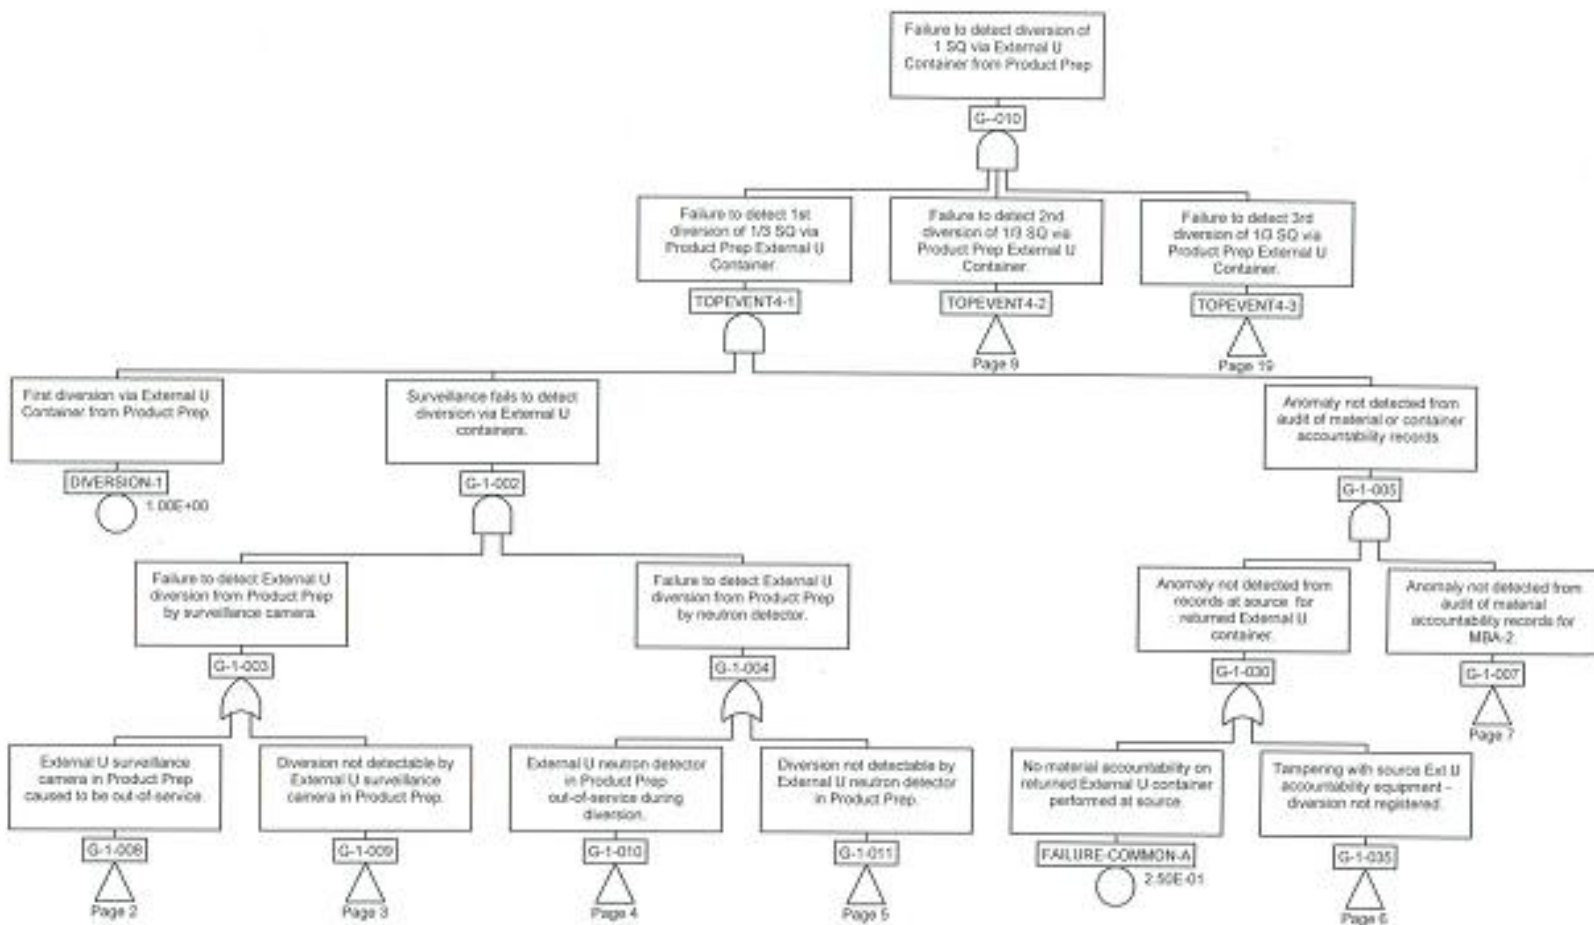 Failure to detect diversion of
1 SQ via External U
Container from Product Prep
G--010
Failure to detect 1st
diversion of 1/3 SQ via
Product Prep External U
Container.
TOPEVENT4-1
Failure to detect 2nd
diversion of 1/3 SQ via
Product Prep External U
Container.
TOPEVENT4-2
Page 9
Failure to detect 3rd
diversion of 1/3 SQ via
Product Prep External U
Container.
TOPEVENT4-3
Page 19
First diversion via External U
Container from Product Prep.
DIVERSION-1
1.00E+00
Surveillance fails to detect
diversion via External U
containers.
G-1-002
Anomaly not detected from
audit of material or container
accountability records
G-1-005
Failure to detect External U
diversion from Product Prep
by surveillance camera.
G-1-003
Failure to detect External U
diversion from Product Prep
by neutron detector.
G-1-004
Anomaly not detected from
records at source for
returned External U
container.
G-1-030
Anomaly not detected from
audit of material
accountability records for
MBA-2.
G-1-007
Page 7
External U surveillance
camera in Product Prep
caused to be out-of-service.
G-1-008
Page 2
Diversion not detectable by
External U surveillance
camera in Product Prep.
G-1-009
Page 3
External U neutron detector
in Product Prep
out-of-service during
diversion.
G-1-010
Page 4
Diversion not detectable by
External U neutron detector
in Product Prep.
G-1-011
Page 5
No material accountability on
returned External U container
performed at source.
FAILURE-COMMON-A
2.50E-01
Tampering with source Ext U
accountability equipment -
diversion not registered.
G-1-035
Page 6